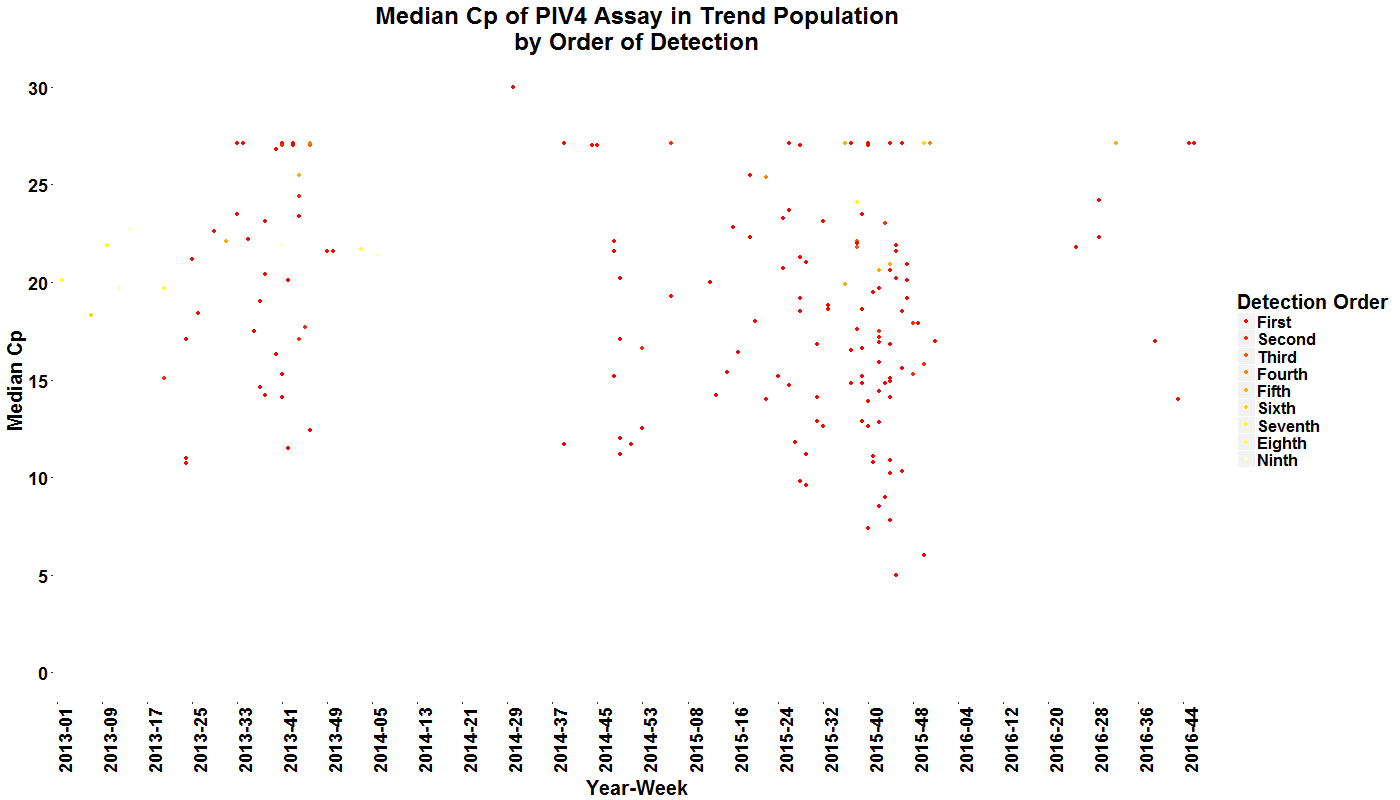 Median Cp of PIV4 Assay in Trend Population
by Order of Detection
Median Cp
30
25
20
15
10
5
0
2013-01
2013-09
2013-17
2013-25
2013-33
2013-41
2013-49
2014-05
2014-13
2014-21
2014-29
2014-37
2014-45
2014-53
2015-08
2015-16
2015-24
2015-32
2015-40
2015-48
2016-04
2016-12
2016-20
2016-28
2016-36
2016-44
Year-Week
Detection Order
First
Second
Third
Fourth
Fifth
Sixth
Seventh
Eighth
Ninth